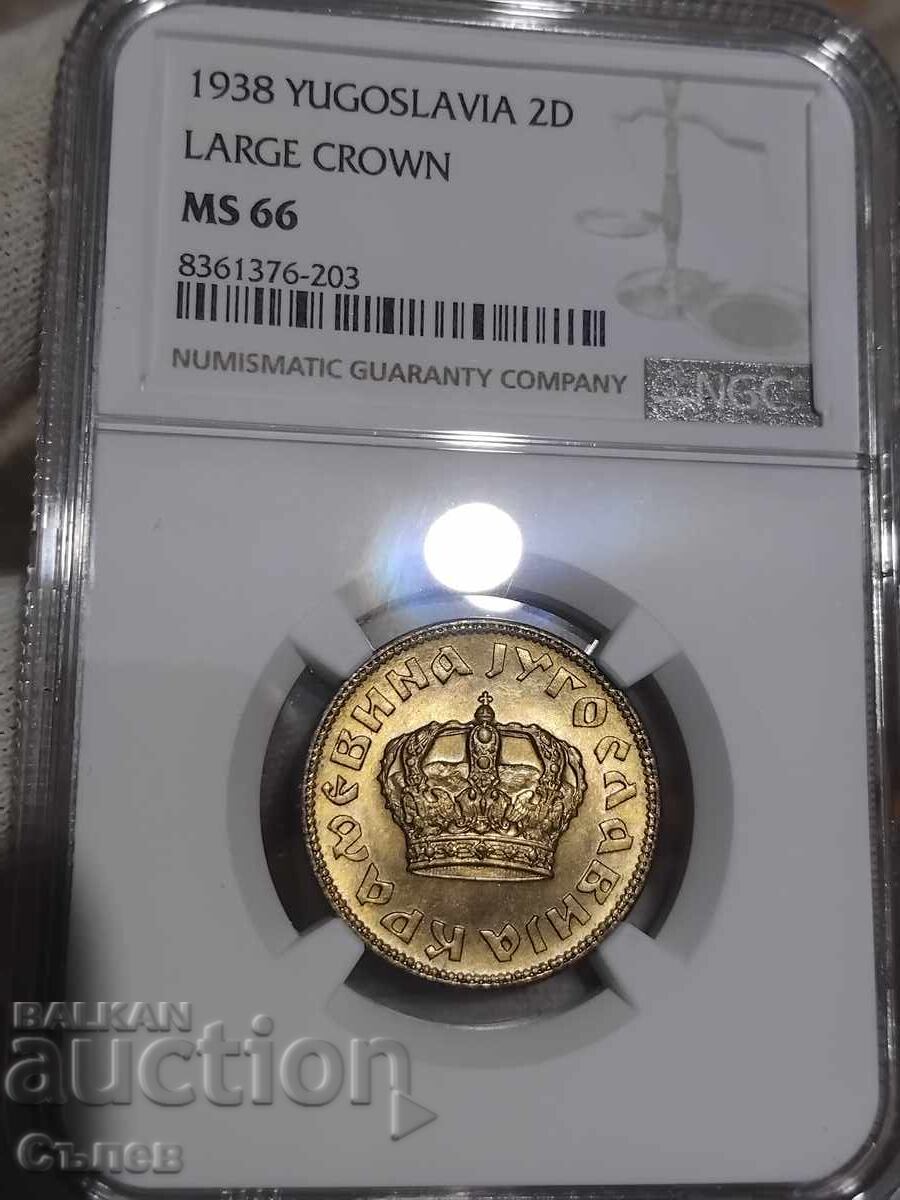 1938 YUGOSLAVIA 2D
LARGE CROWN
MS 66
8361376-203
NUMISMATIC GUARANTY COMPANY
NGC
КРАЉЕВИНА ЈУГОСЛАВИЈА
BALKAN
auction
Сълев